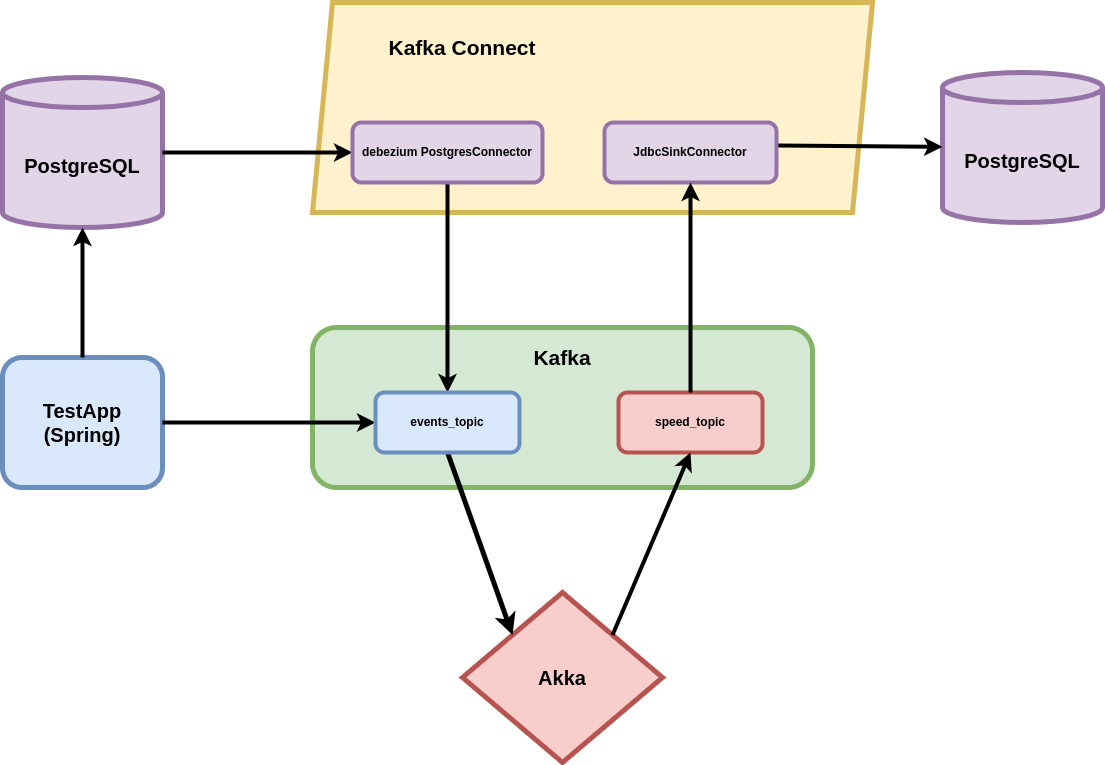 Kafka Connect
PostgreSQL
debezium PostgresConnector
JdbcSinkConnector
PostgreSQL
Kafka
TestApp
(Spring)
events_topic
speed_topic
Akka